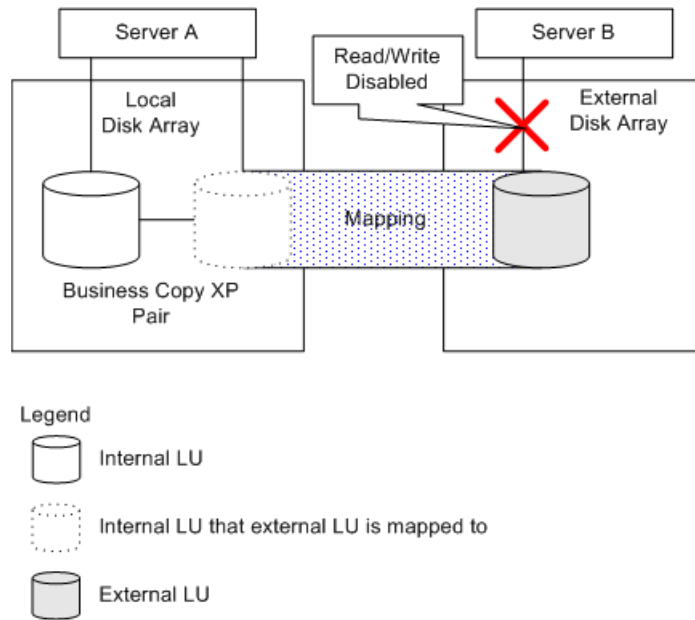 Server A
Read/Write
Disabled
Server B
Local
Disk Array
External
Disk Array
Mapping
Business Copy XP
Pair
Legend
Internal LU
Internal LU that external LU is mapped to
External LU